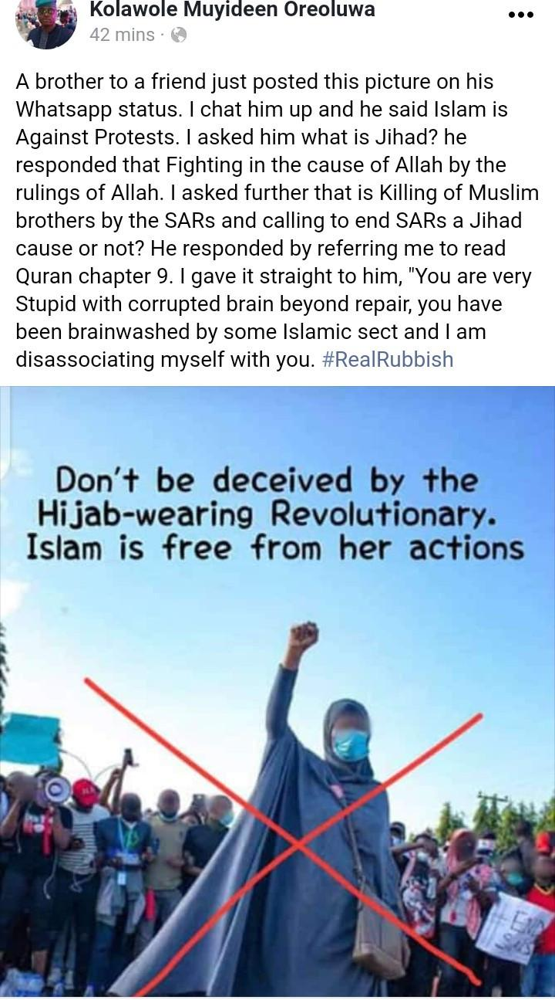 Kolawole Muyideen Oreoluwa
42 mins ·
A brother to a friend just posted this picture on his
Whatsapp status. I chat him up and he said Islam is
Against Protests. I asked him what is Jihad? he
responded that Fighting in the cause of Allah by the
rulings of Allah. I asked further that is Killing of Muslim
brothers by the SARs and calling to end SARs a Jihad
cause or not? He responded by referring me to read
Quran chapter 9. I gave it straight to him, "You are very
Stupid with corrupted brain beyond repair, you have
been brainwashed by some Islamic sect and I am
disassociating myself with you. #RealRubbish
Don't be deceived by the
Hijab-wearing Revolutionary.
Islam is free from her actions
# END
SARS